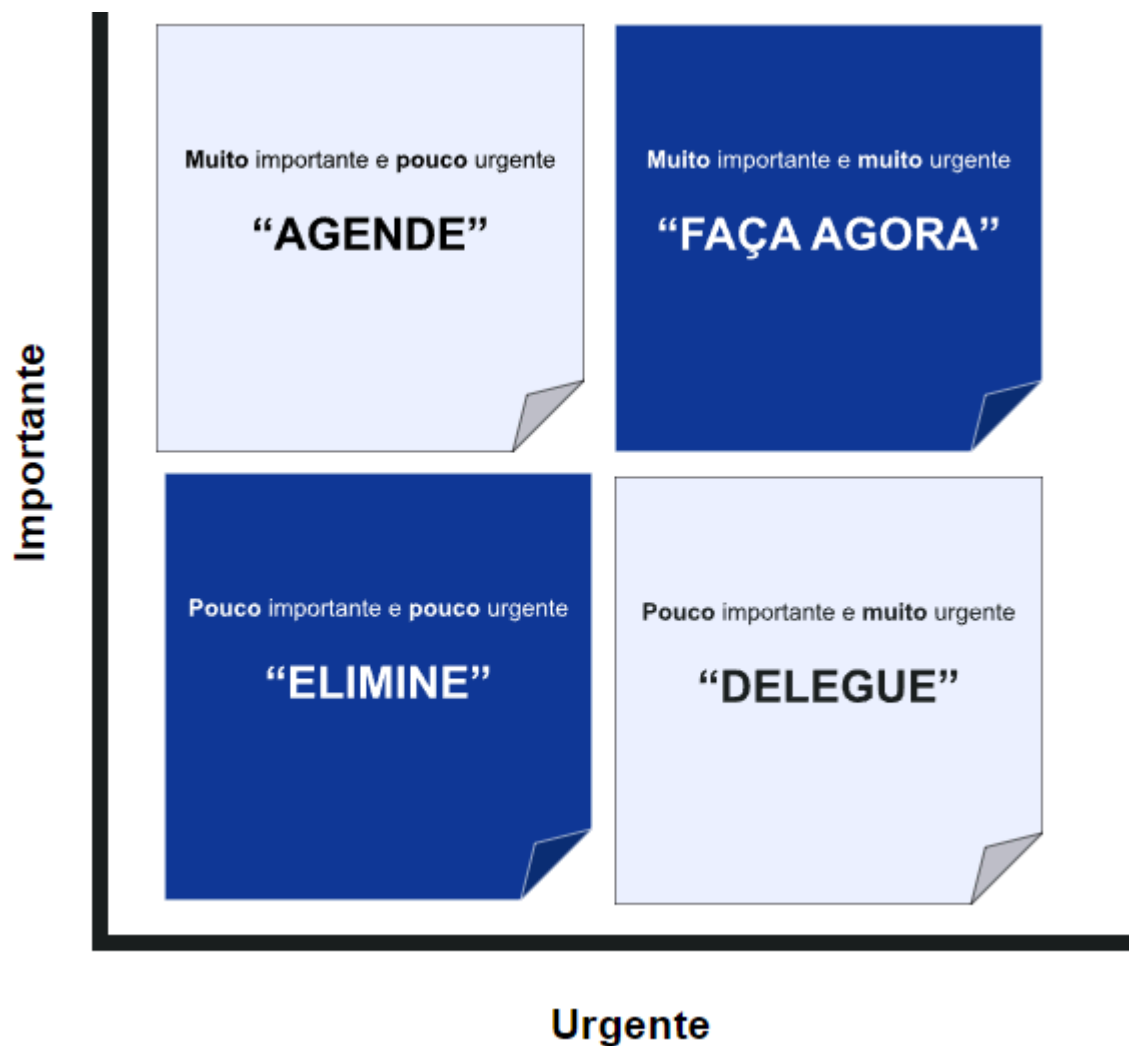 Muito importante e pouco urgente
“AGENDE”
Muito importante e muito urgente
“FAÇA AGORA”
Importante
Pouco importante e pouco urgente
“ELIMINE”
Pouco importante e muito urgente
“DELEGUE”
Urgente